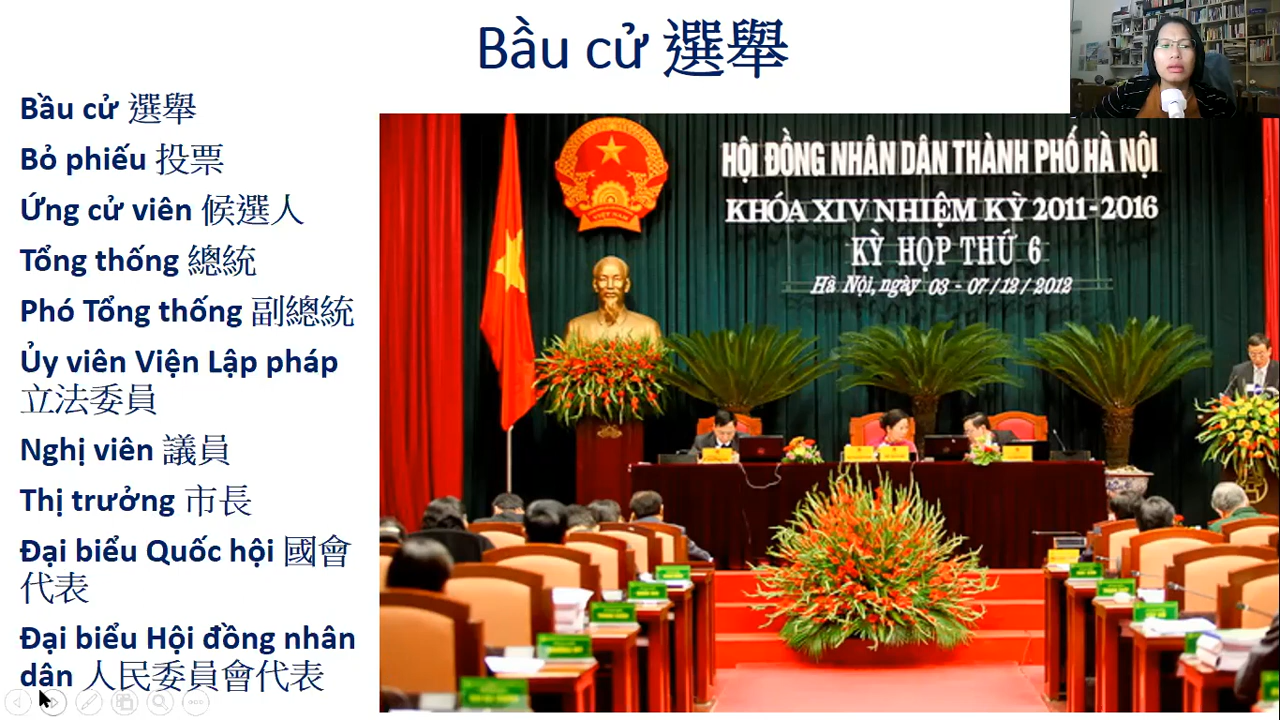 Bầu cử 選舉
Bầu cử 選舉
Bỏ phiếu 投票
Ứng cử viên 候選人
Tổng thống 總統
Phó Tổng thống 副總統
Ủy viên Viện Lập pháp
立法委員
Nghị viên 議員
Thị trưởng 市長
Đại biểu Quốc hội 國會
代表
Đại biểu Hội đồng nhân
dân 人民委員會代表
HỘI ĐỒNG NHÂN DÂN THÀNH PHỐ HÀ NỘI
KHÓA XIV NHIỆM KỲ 2011-2016
KỲ HỌP THỨ 6
Hà Nội, ngày 03 - 07/12/2012
VIỆT NAM